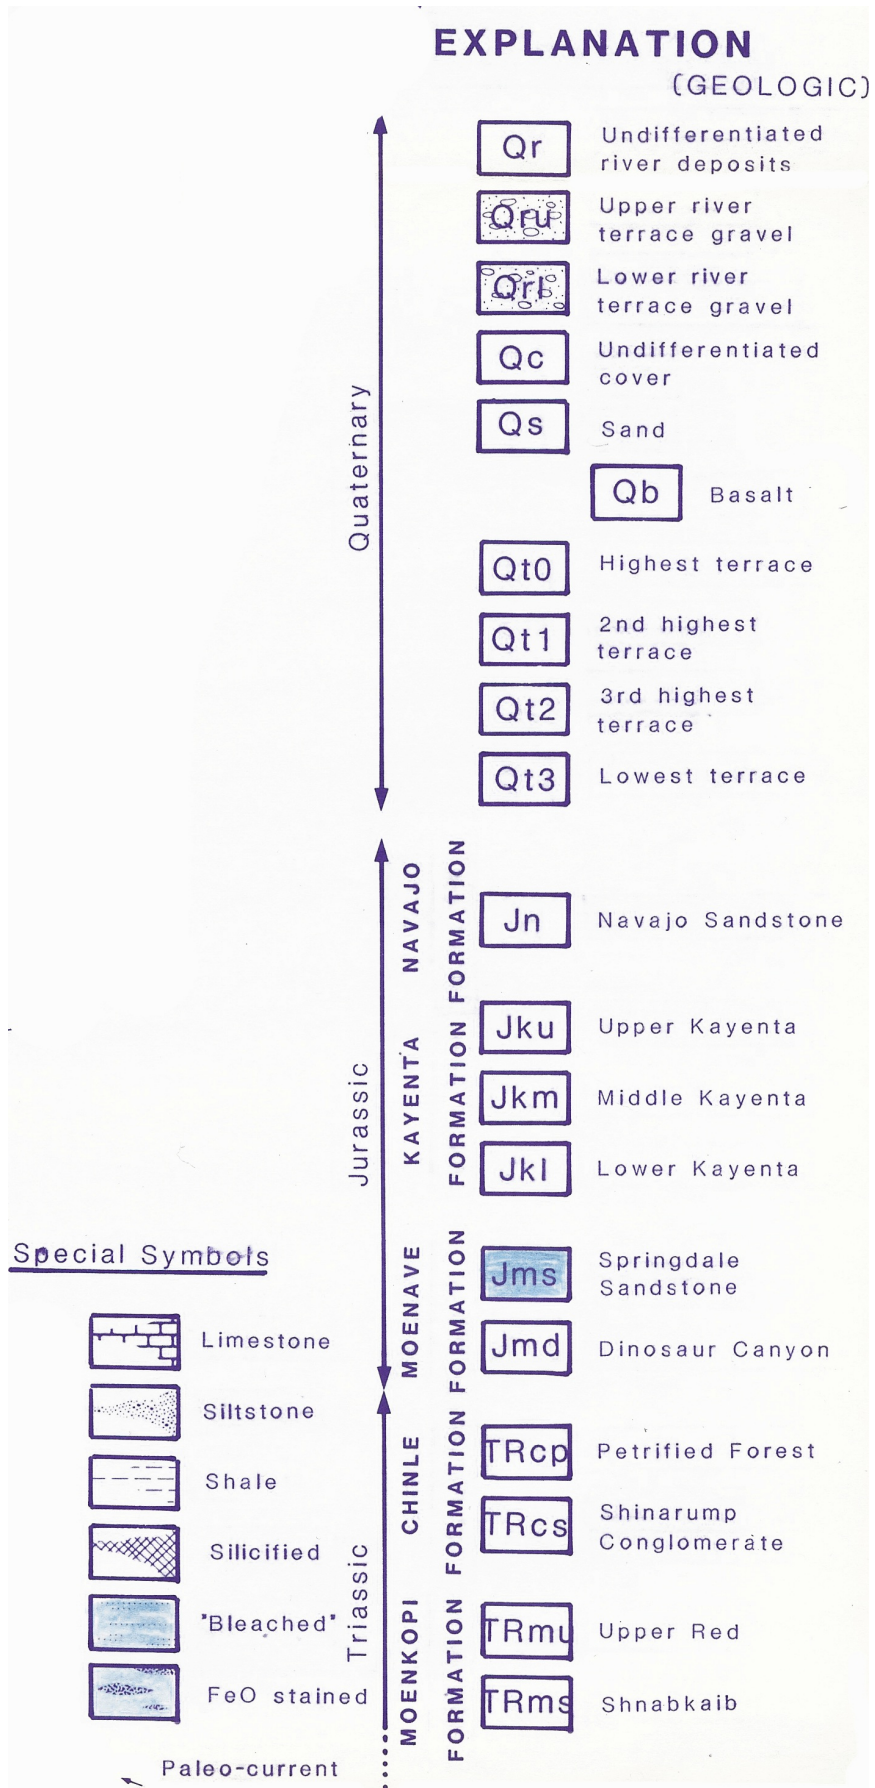 EXPLANATION
(GEOLOGIC)
Quaternary
Qr
Undifferentiated
river deposits
Qru
Upper river
terrace gravel
Qrl
Lower river
terrace gravel
Qc
Undifferentiated
cover
Qs
Sand
Qb
Basalt
Qt0
Highest terrace
Qt1
2nd highest
terrace
Qt2
3rd highest
terrace
Qt3
Lowest terrace
Jurassic
NAVAJO
FORMATION
Jn
Navajo Sandstone
KAYENTA
FORMATION
Jku
Upper Kayenta
Jkm
Middle Kayenta
Jkl
Lower Kayenta
MOENAVE
FORMATION
Jms
Springdale
Sandstone
Jmd
Dinosaur Canyon
Triassic
CHINLE
FORMATION
TRcp
Petrified Forest
TRcs
Shinarump
Conglomerate
MOENKOPI
FORMATION
TRmu
Upper Red
TRms
Shnabkaib
Special Symbols
Limestone
Siltstone
Shale
Silicified
"Bleached"
FeO stained
Paleo-current